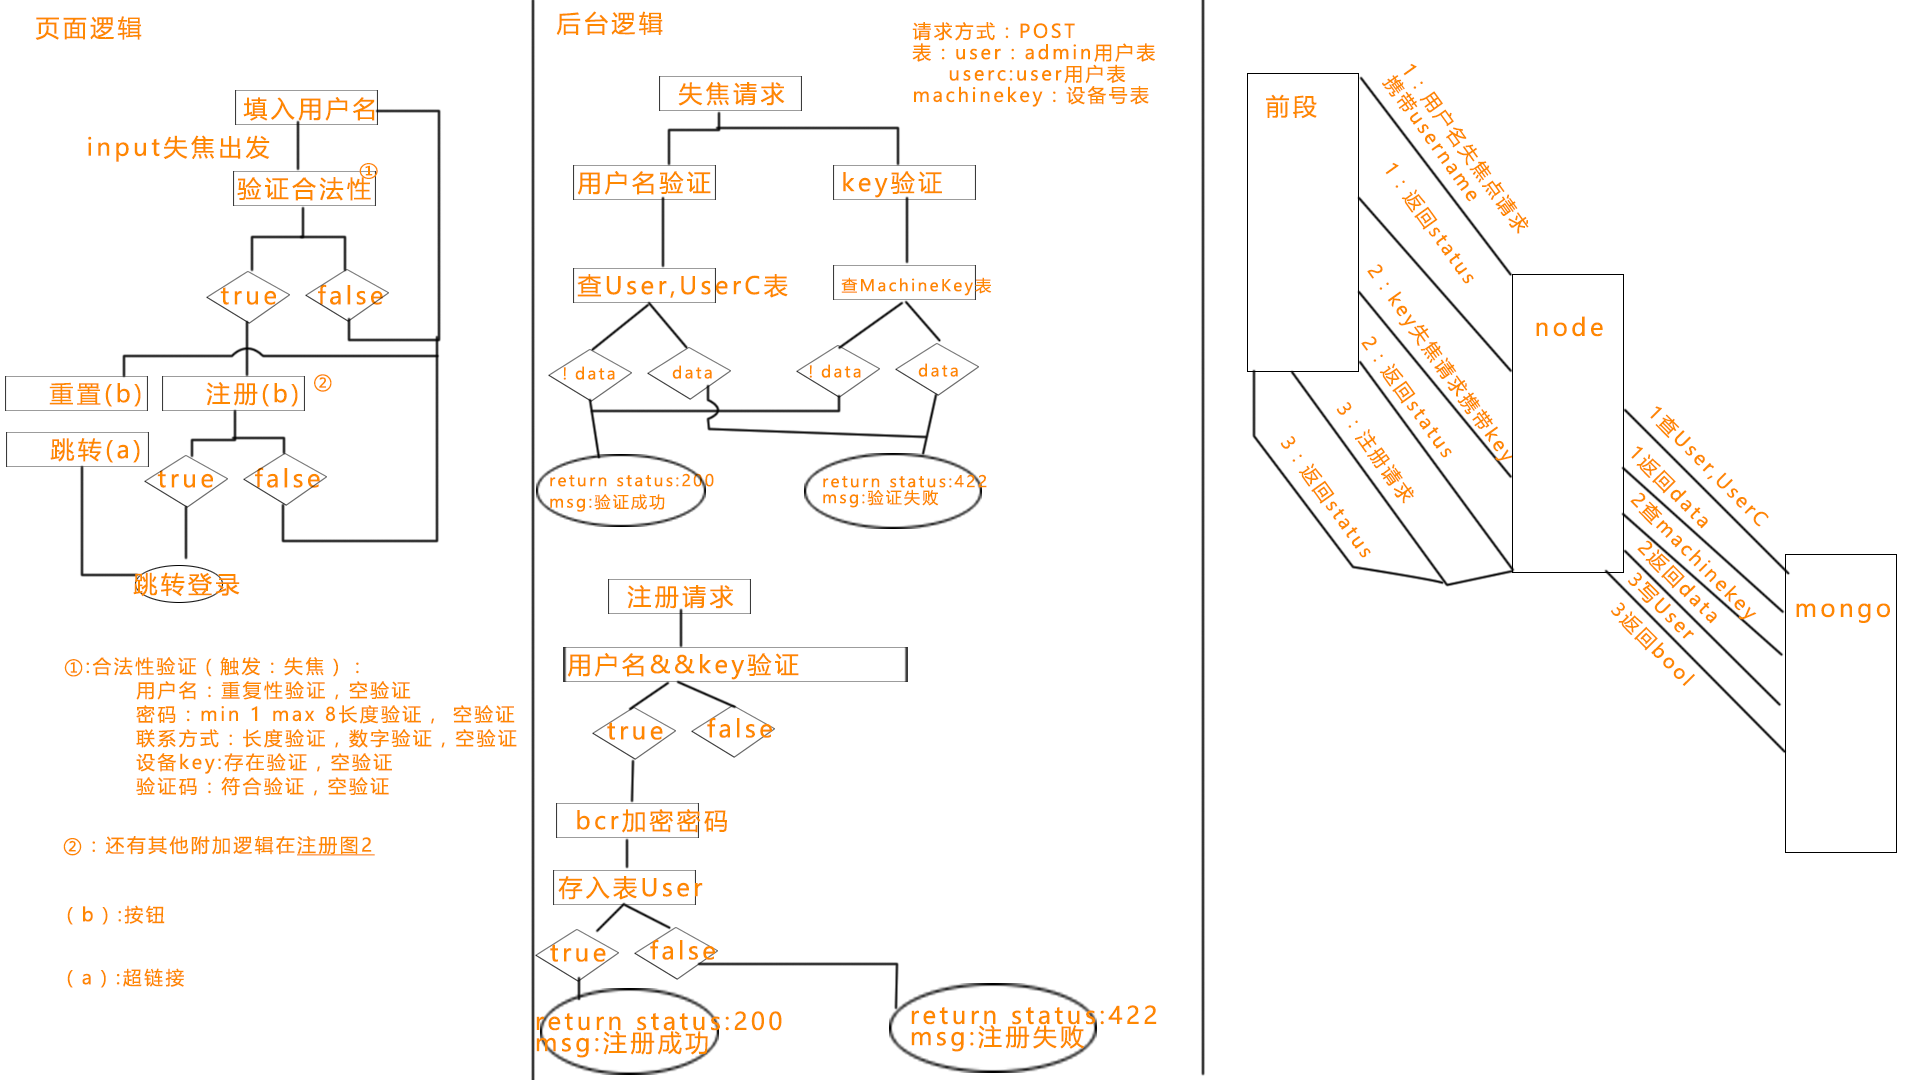 页面逻辑
填入用户名
input失焦出发
①
验证合法性
true
false
重置(b)
注册(b)
②
跳转(a)
true
false
跳转登录
①:合法性验证（触发：失焦）：
用户名：重复性验证，空验证
密码：min 1 max 8长度验证， 空验证
联系方式：长度验证，数字验证，空验证
设备key:存在验证，空验证
验证码：符合验证，空验证
②：还有其他附加逻辑在注册图2
（b）:按钮
（a）:超链接
后台逻辑
请求方式：POST
表：user：admin用户表
userc:user用户表
machinekey：设备号表
失焦请求
用户名验证
key验证
查User,UserC表
查MachineKey表
! data
data
! data
data
return status:200
msg:验证成功
return status:422
msg:验证失败
注册请求
用户名&&key验证
true
false
bcr加密密码
存入表User
true
false
return status:200
msg:注册成功
return status:422
msg:注册失败
前段
1：用户名失焦点请求
携带username
1：返回status
2：key失焦请求携带key
2：返回status
3：注册请求
3：返回status
node
1查User,UserC
1返回data
2查machinekey
2返回data
3写User
3返回bool
mongo